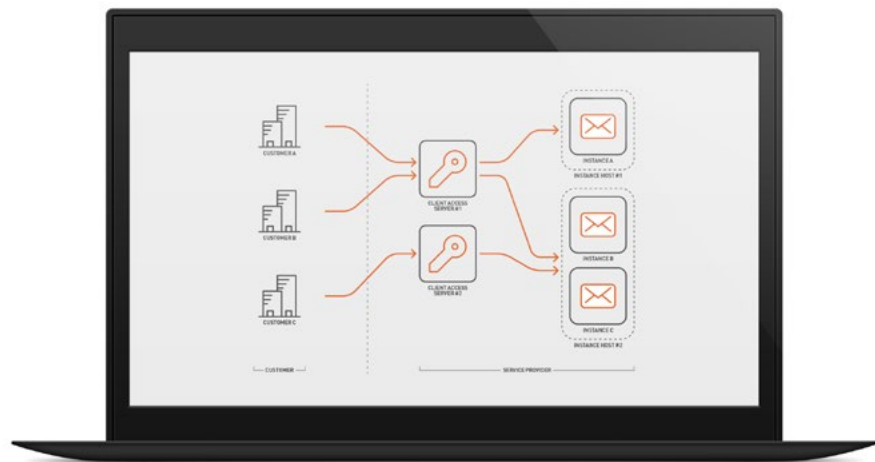 CUSTOMER A
CUSTOMER B
CUSTOMER C
CLIENT ACCESS
SERVER #1
CLIENT ACCESS
SERVER #2
INSTANCE A
INSTANCE HOST #1
INSTANCE B
INSTANCE C
INSTANCE HOST #2
CUSTOMER
SERVICE PROVIDER